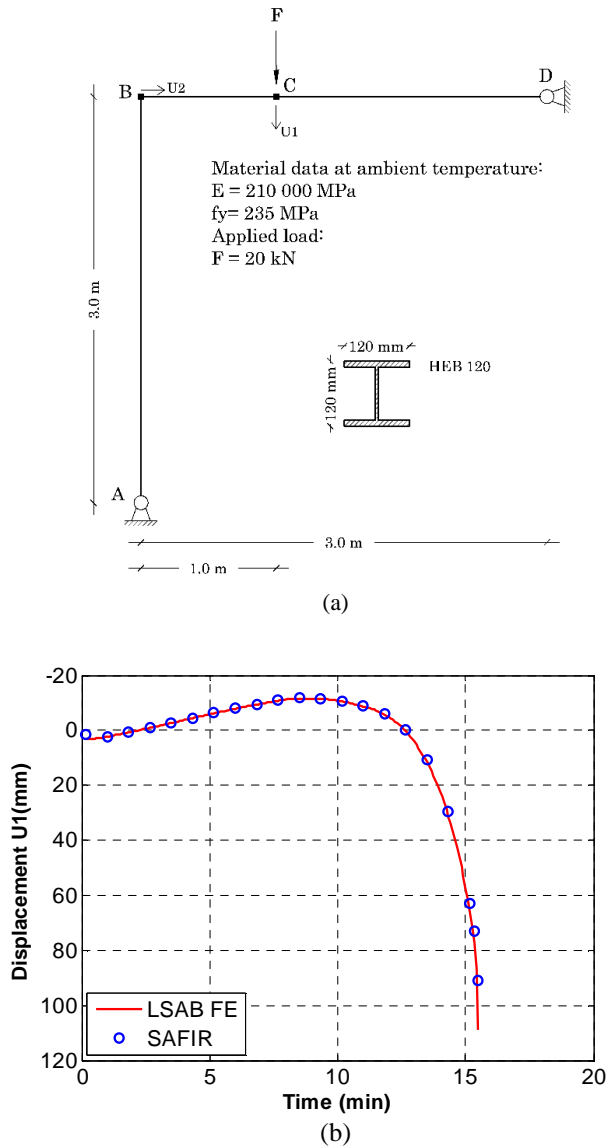 F
B
U2
C
D
U1
Material data at ambient temperature:
E = 210 000 MPa
fy= 235 MPa
Applied load:
F = 20 kN
3.0 m
120 mm
HEB 120
120 mm
A
3.0 m
1.0 m
(a)
-20
0
20
40
60
80
100
120
Displacement U1(mm)
LSAB FE
SAFIR
0
5
10
15
20
Time (min)
(b)